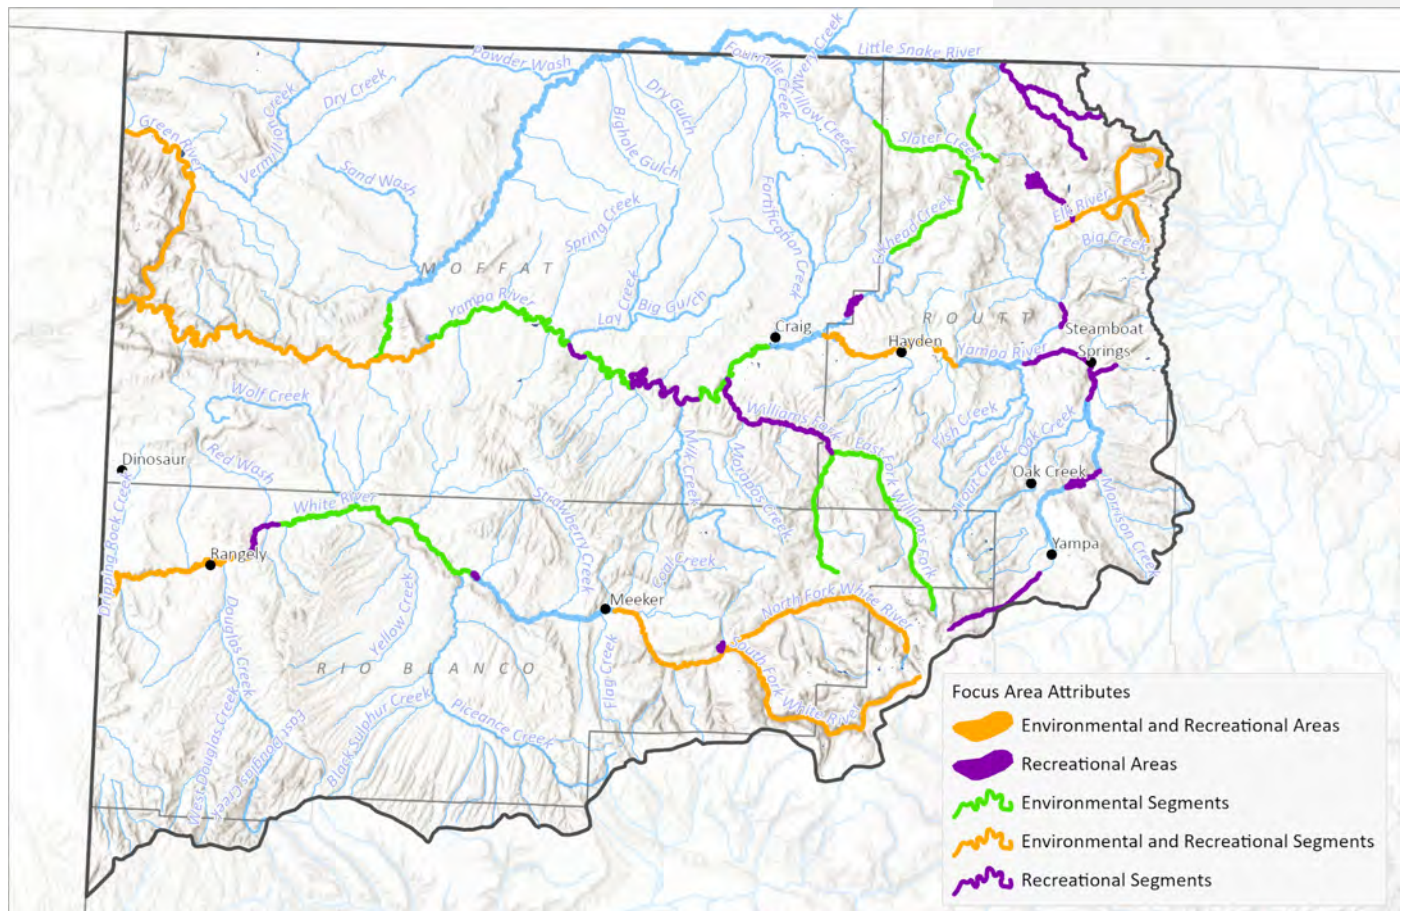 Little Snake River
Fourmile Creek
Willow Creek
Powder Wash
Dry Creek
Vermillion Creek
Green River
Sand Wash
Dry Gulch
Bighole Gulch
Spring Creek
Fortification Creek
Slater Creek
Elkhead Creek
Elk River
Big Creek
MOFFAT
Yampa River
Lay Creek
Big Gulch
Craig
ROUTT
Hayden
Steamboat
Springs
Yampa River
Wolf Creek
Red Wash
Dinosaur
Williams Fork
East Fork Williams Fork
Milk Creek
Morapos Creek
Fish Creek
Trout Creek
Oak Creek
Oak Creek
Morrison Creek
Yampa
White River
Strawberry Creek
Rangely
Dripping Rock Creek
Douglas Creek
Yellow Creek
Coal Creek
Meeker
North Fork White River
South Fork White River
Flag Creek
RIO BLANCO
Piceance Creek
Black Sulphur Creek
East Douglas Creek
West Douglas Creek
Focus Area Attributes
Environmental and Recreational Areas
Recreational Areas
Environmental Segments
Environmental and Recreational Segments
Recreational Segments